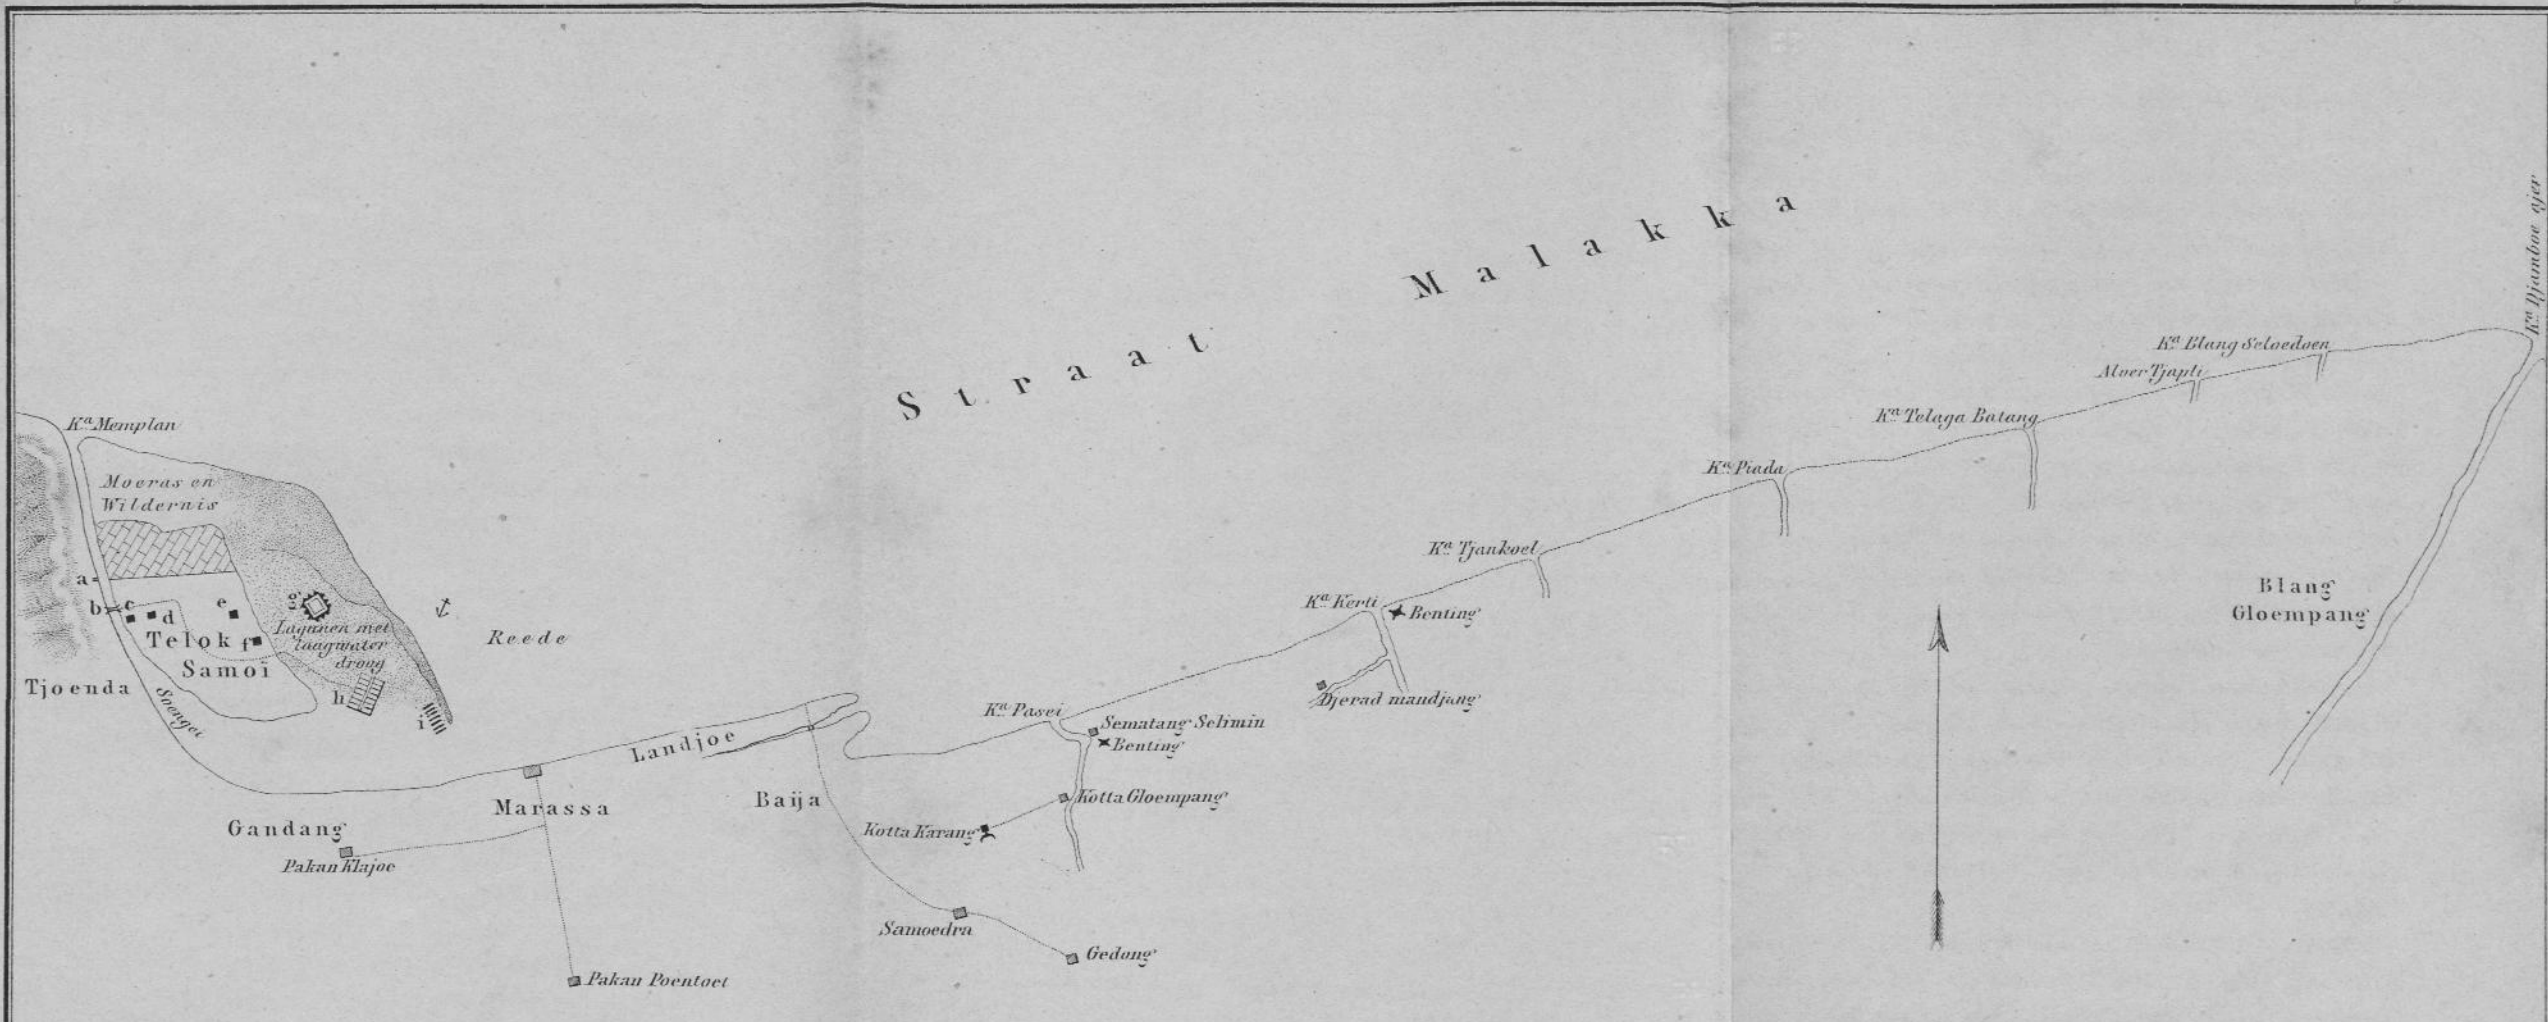 Straat Malakka
Ka Djamboe ajer
Ka Blang Seloedoen
Aloer Tjapli
Ka Telaga Batang
Ka Piada
Ka Tjankoel
Ka Kerti
Benting
Djerad mandjang
Blang
Gloempang
Ka Memplan
Moeras en
Wildernis
a
b
c
d
e
f
g
Telok
Samoi
Lagunen met
laagwater
droog
h
i
Reede
Tjoenda
Soengei
Landjoe
Ka Pasei
Sematang Selimin
Benting
Marassa
Baija
Kotta Gloempang
Gandang
Kotta Karang
Pakan Klajoe
Samoedra
Gedong
Pakan Poentoet